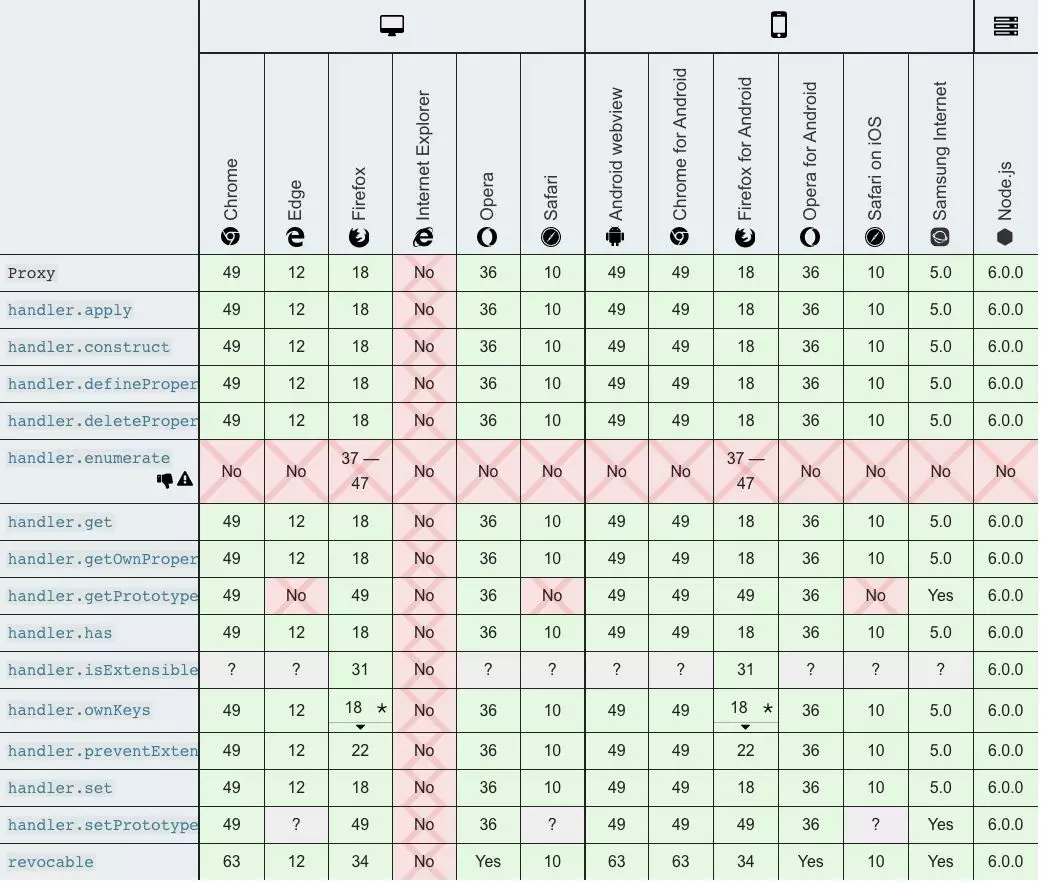 Chrome Edge Firefox Internet Explorer Opera Safari Android webview Chrome for Android Firefox for Android Opera for Android Safari on iOS Samsung Internet Node.js
Proxy 49 12 18 No 36 10 49 49 18 36 10 5.0 6.0.0
handler.apply 49 12 18 No 36 10 49 49 18 36 10 5.0 6.0.0
handler.construct 49 12 18 No 36 10 49 49 18 36 10 5.0 6.0.0
handler.defineProper 49 12 18 No 36 10 49 49 18 36 10 5.0 6.0.0
handler.deleteProper 49 12 18 No 36 10 49 49 18 36 10 5.0 6.0.0
handler.enumerate No No 37 — 47 No No No No No 37 — 47 No No No No
handler.get 49 12 18 No 36 10 49 49 18 36 10 5.0 6.0.0
handler.getOwnProper 49 12 18 No 36 10 49 49 18 36 10 5.0 6.0.0
handler.getPrototype 49 No 49 No 36 No 49 49 49 36 No Yes 6.0.0
handler.has 49 12 18 No 36 10 49 49 18 36 10 5.0 6.0.0
handler.isExtensible ? ? 31 No ? ? ? ? 31 ? ? ? 6.0.0
handler.ownKeys 49 12 18 * No 36 10 49 49 18 * 36 10 5.0 6.0.0
handler.preventExten 49 12 22 No 36 10 49 49 22 36 10 5.0 6.0.0
handler.set 49 12 18 No 36 10 49 49 18 36 10 5.0 6.0.0
handler.setPrototype 49 ? 49 No 36 ? 49 49 49 36 ? Yes 6.0.0
revocable 63 12 34 No Yes 10 63 63 34 Yes 10 Yes 6.0.0